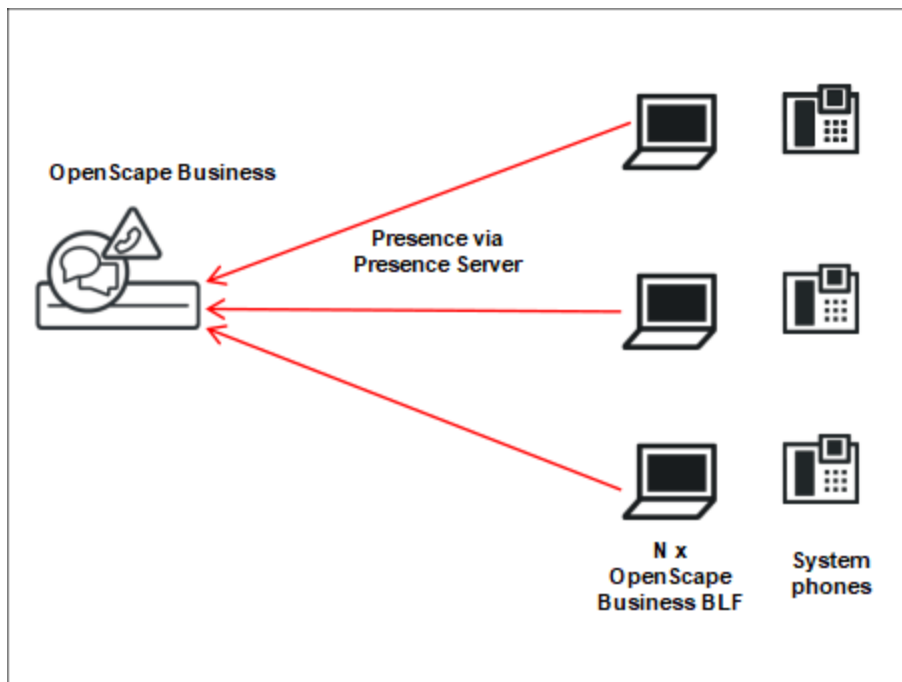 OpenScape Business
Presence via
Presence Server
N x
OpenScape
Business BLF
System
phones